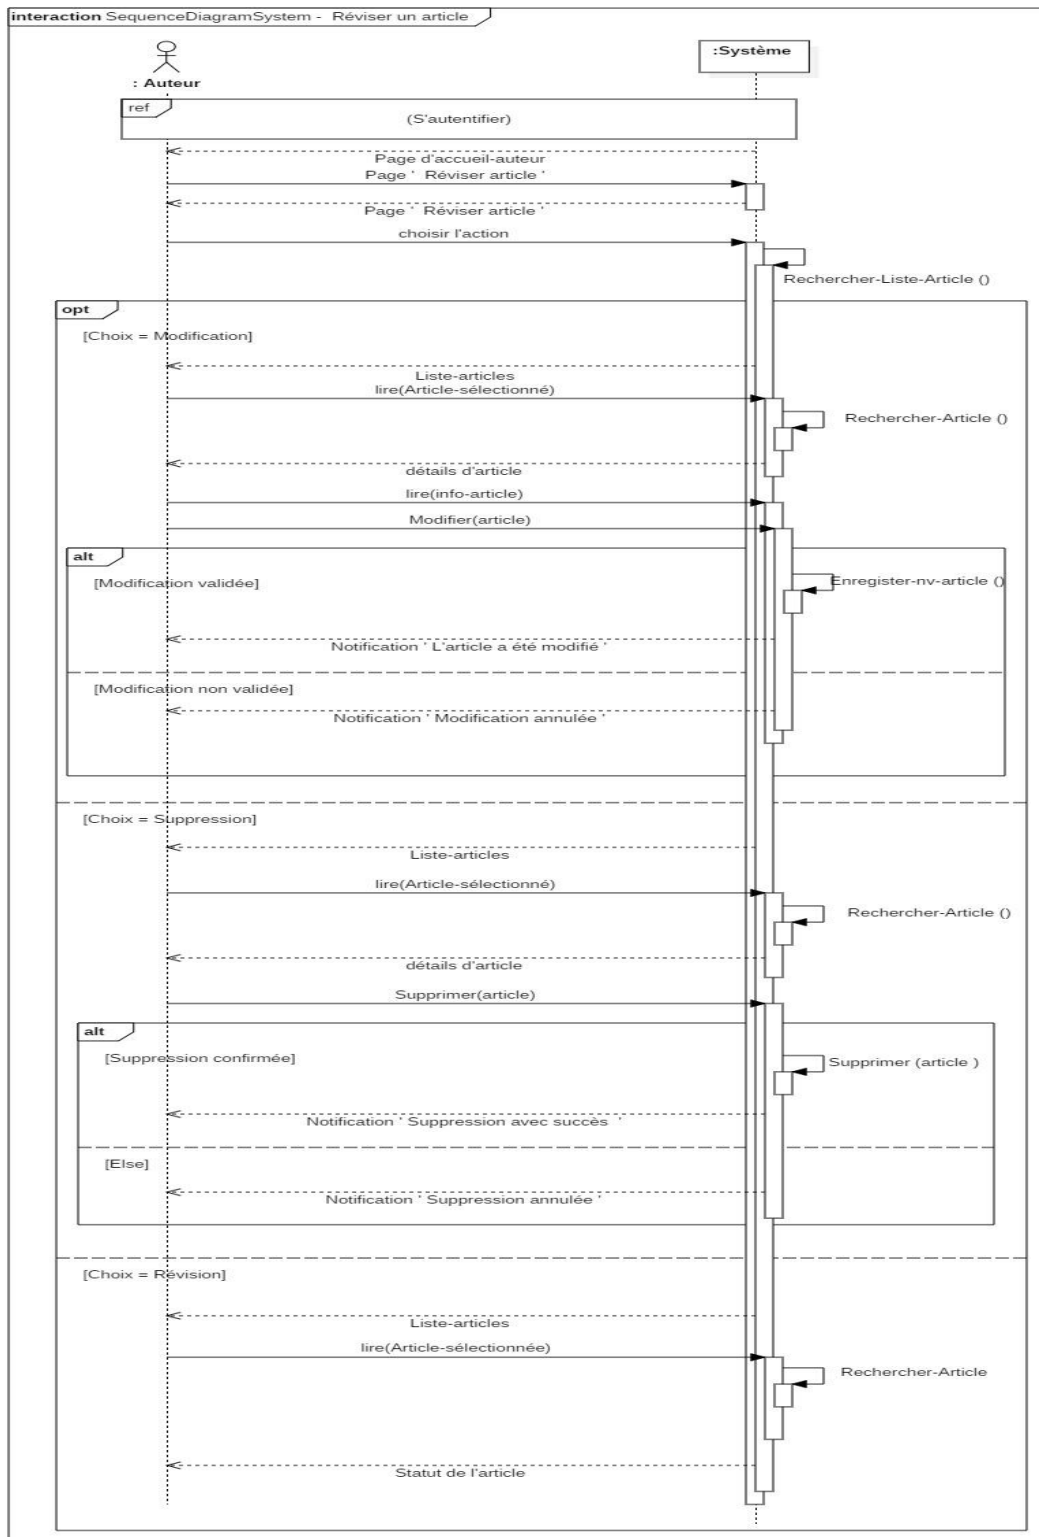 interaction SequenceDiagramSystem - Réviser un article
:Système
: Auteur
ref
(S'autentifier)
Page d'accueil-auteur
Page ' Réviser article '
Page ' Réviser article '
choisir l'action
Rechercher-Liste-Article ()
opt
[Choix = Modification]
Liste-articles
lire(Article-sélectionné)
Rechercher-Article ()
détails d'article
lire(info-article)
Modifier(article)
alt
[Modification validée]
Enregister-nv-article ()
Notification ' L'article a été modifié '
[Modification non validée]
Notification ' Modification annulée '
[Choix = Suppression]
Liste-articles
lire(Article-sélectionné)
Rechercher-Article ()
détails d'article
Supprimer(article)
alt
[Suppression confirmée]
Supprimer (article )
Notification ' Suppression avec succès '
[Else]
Notification ' Suppression annulée '
[Choix = Révision]
Liste-articles
lire(Article-sélectionnée)
Rechercher-Article
Statut de l'article